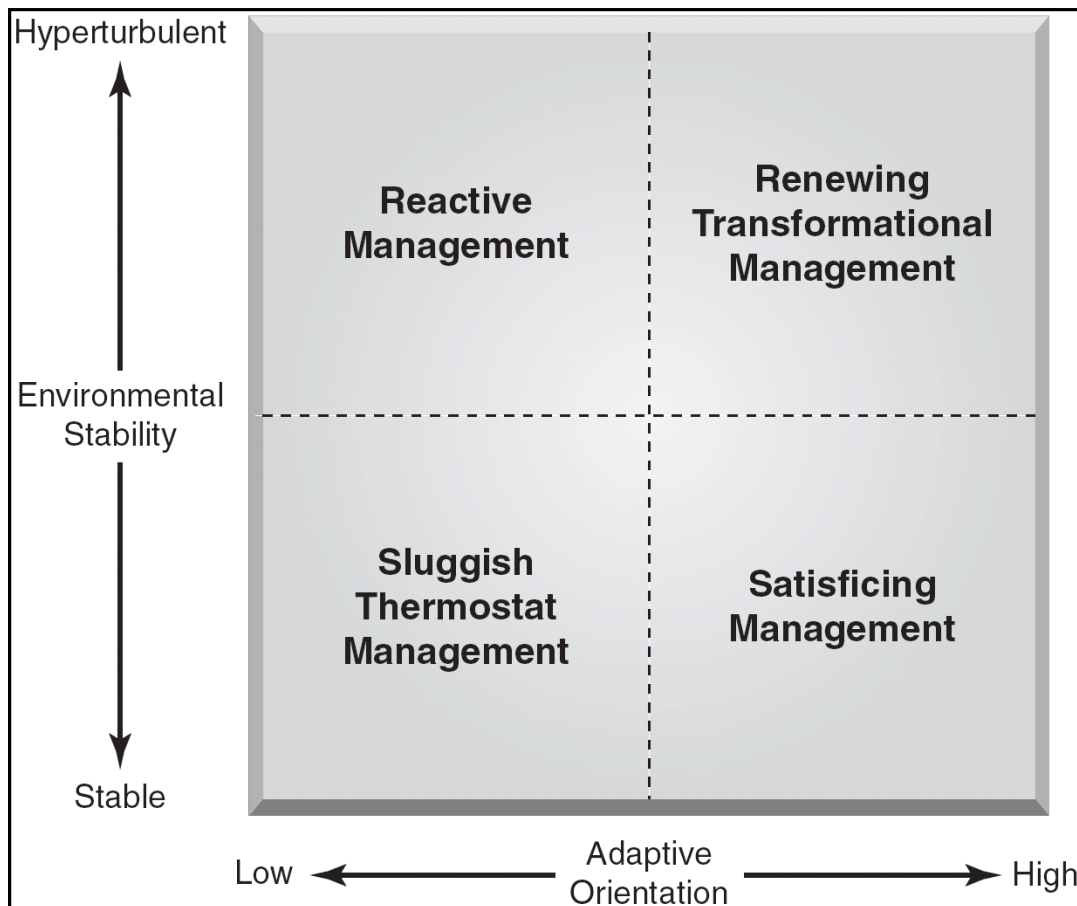 Hyperturbulent
Environmental
Stability
Stable
Reactive
Management
Renewing
Transformational
Management
Sluggish
Thermostat
Management
Satisficing
Management
Low
Adaptive
Orientation
High